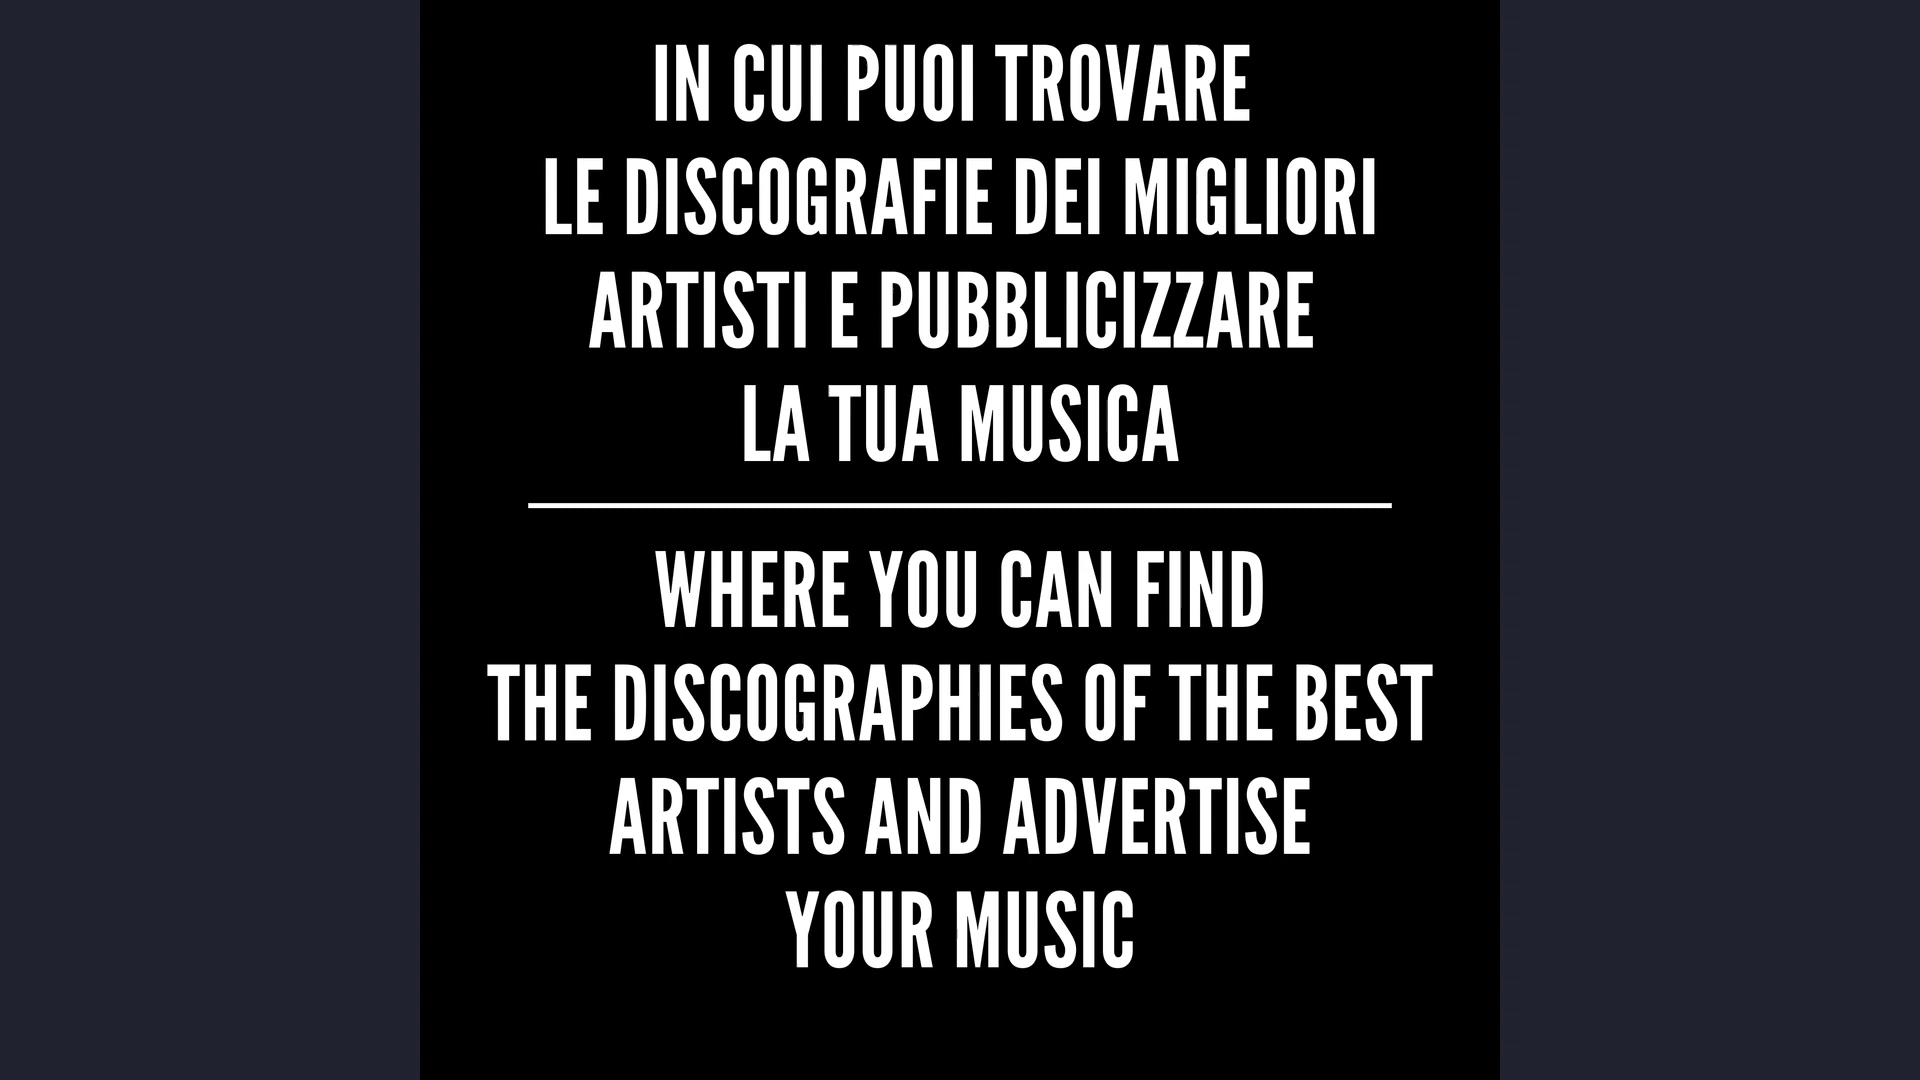 IN CUI PUOI TROVARE
LE DISCOGRAFIE DEI MIGLIORI
ARTISTI E PUBBLICIZZARE
LA TUA MUSICA
WHERE YOU CAN FIND
THE DISCOGRAPHIES OF THE BEST
ARTISTS AND ADVERTISE
YOUR MUSIC